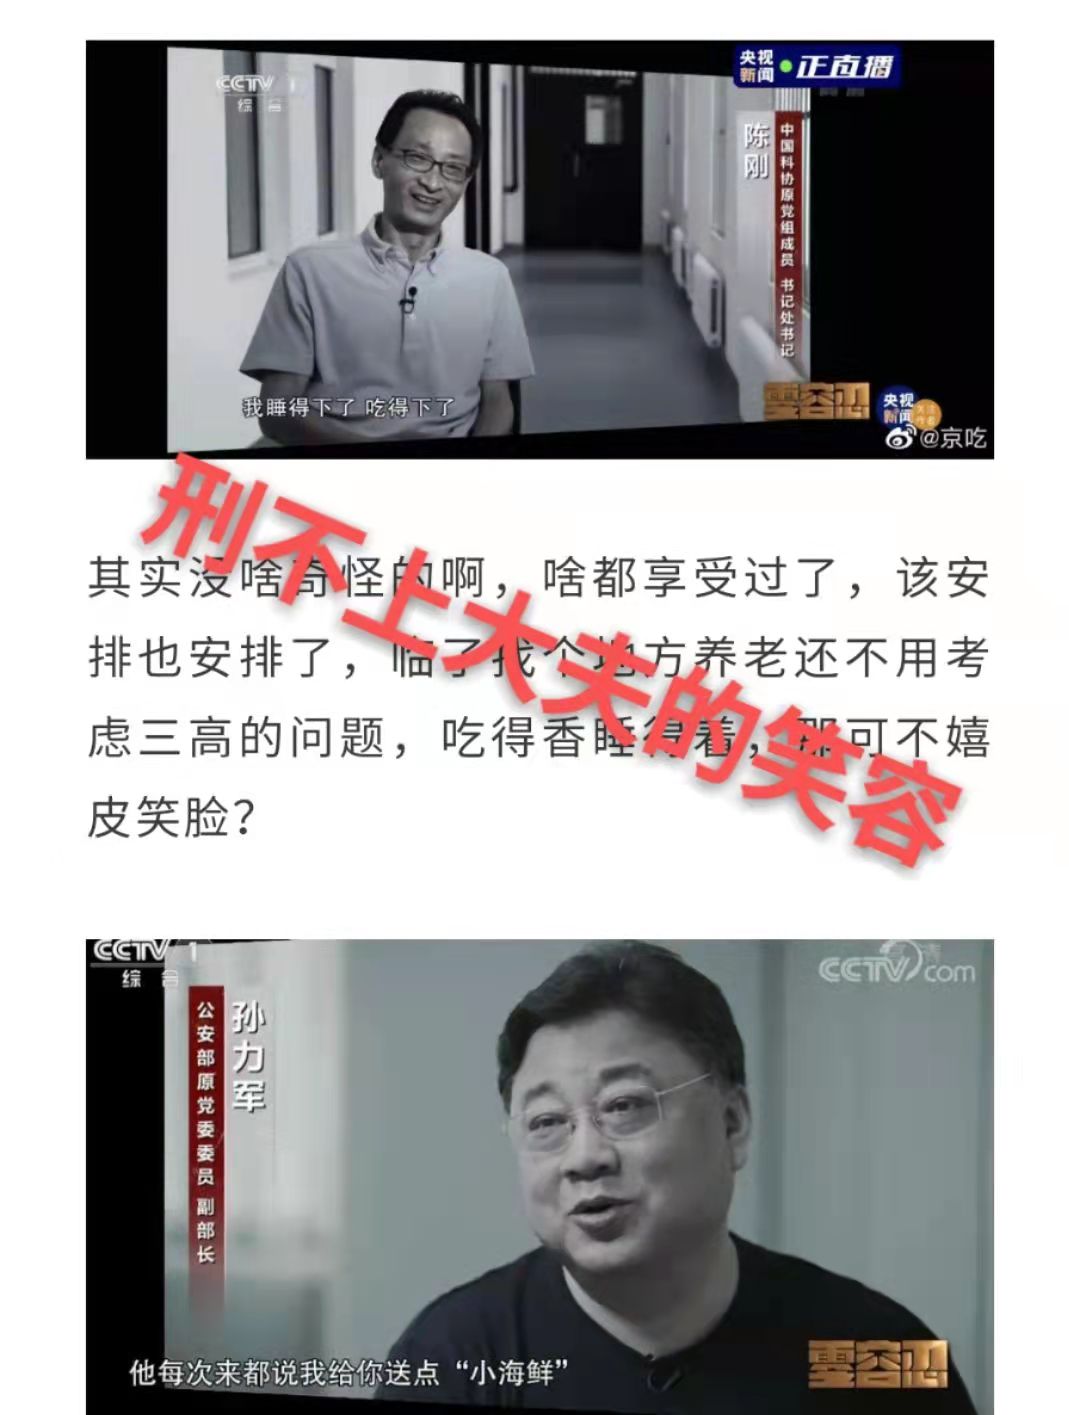 CCTV 1
综合
央视新闻 正直播
陈刚
中国科协原党组成员 书记处书记
我睡得下了 吃得下了
零容忍
央视新闻
@京吃
刑不上大夫的笑容
其实没啥奇怪的啊，啥都享受过了，该安
排也安排了，临了找个地方养老还不用考
虑三高的问题，吃得香睡得着，那可不嬉
皮笑脸？
CCTV 1
综合
CCTV.com
孙力军
公安部原党委委员 副部长
他每次来都说我给你送点“小海鲜”
零容忍